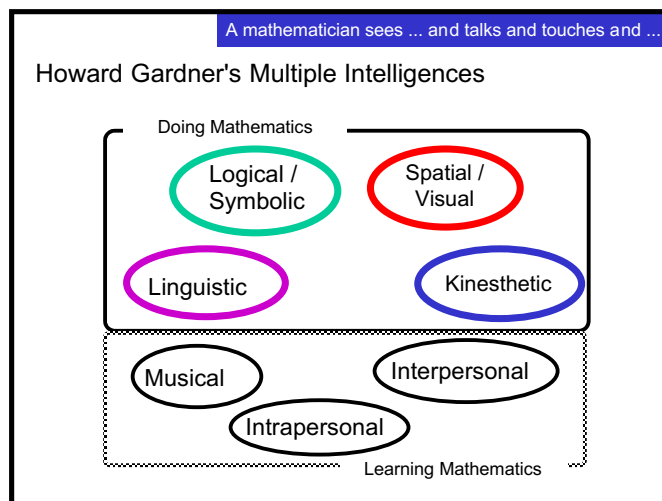 A mathematician sees ... and talks and touches and ...
Howard Gardner's Multiple Intelligences
Doing Mathematics
Logical /
Symbolic
Spatial /
Visual
Linguistic
Kinesthetic
Musical
Interpersonal
Intrapersonal
Learning Mathematics